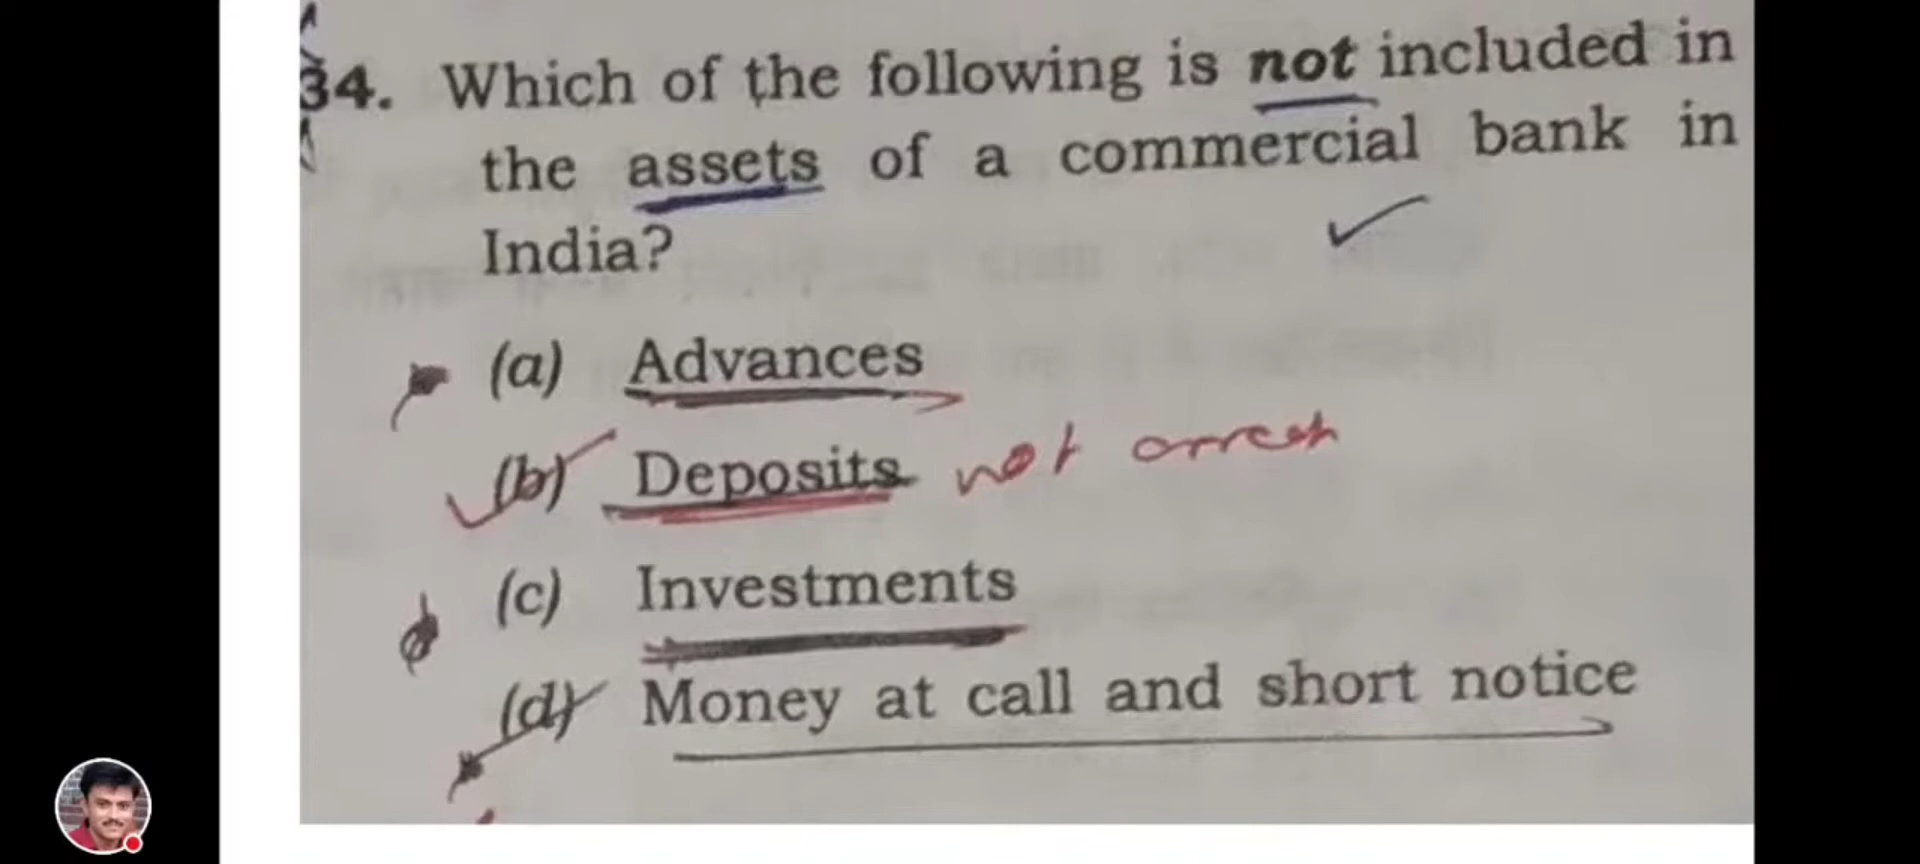 34. Which of the following is not included in
the assets of a commercial bank in
India?
(a) Advances
(b) Deposits not
(c) Investments
(d) Money at call and short notice